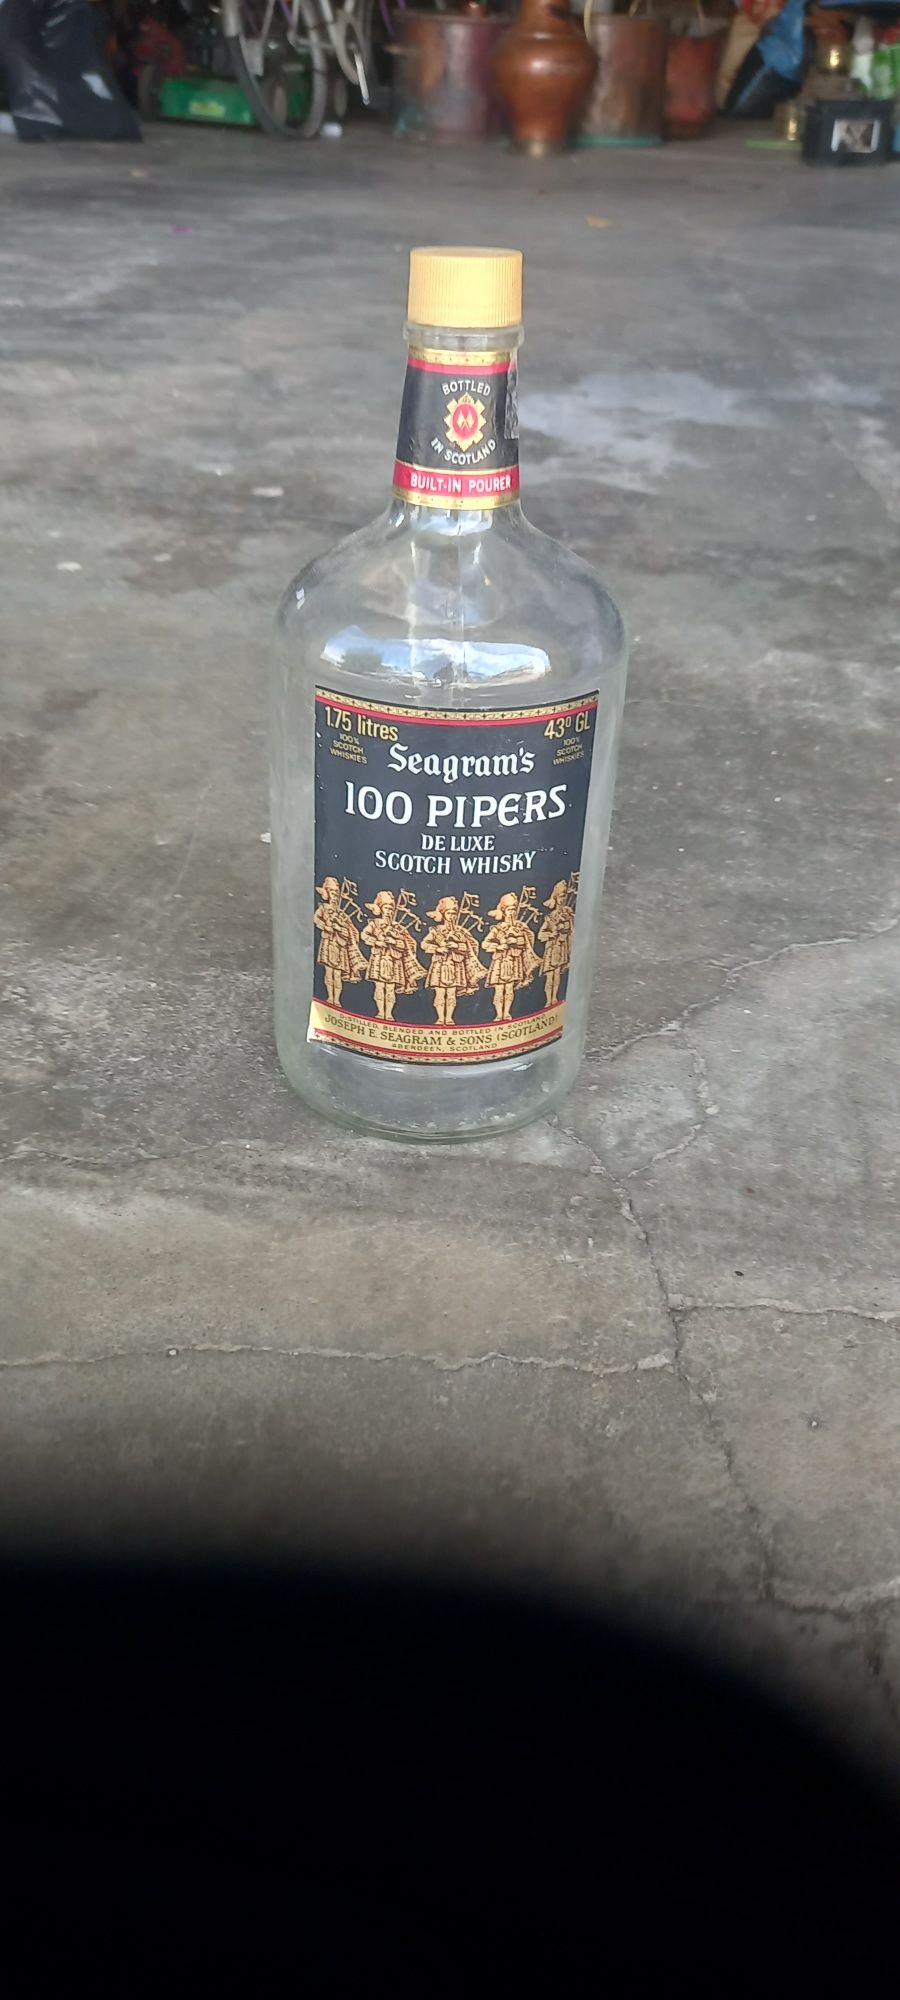 BOTTLED
IN SCOTLAND
BUILT-IN POURER
1.75 litres
100%
SCOTCH
WHISKIES
43º GL
100%
SCOTCH
WHISKIES
Seagram's
100 PIPERS
DE LUXE
SCOTCH WHISKY
DISTILLED, BLENDED AND BOTTLED IN SCOTLAND
JOSEPH E. SEAGRAM & SONS (SCOTLAND)
ABERDEEN, SCOTLAND